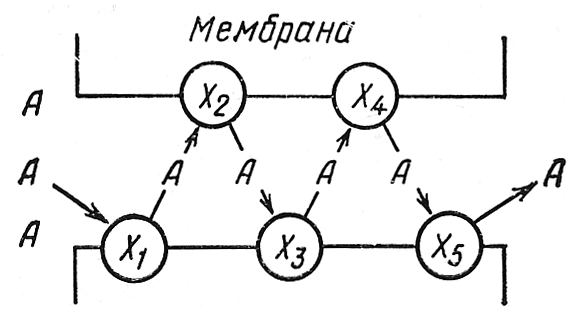 Мембрана
X2 X4
А
А А А А А А
А
X1 X3 X5